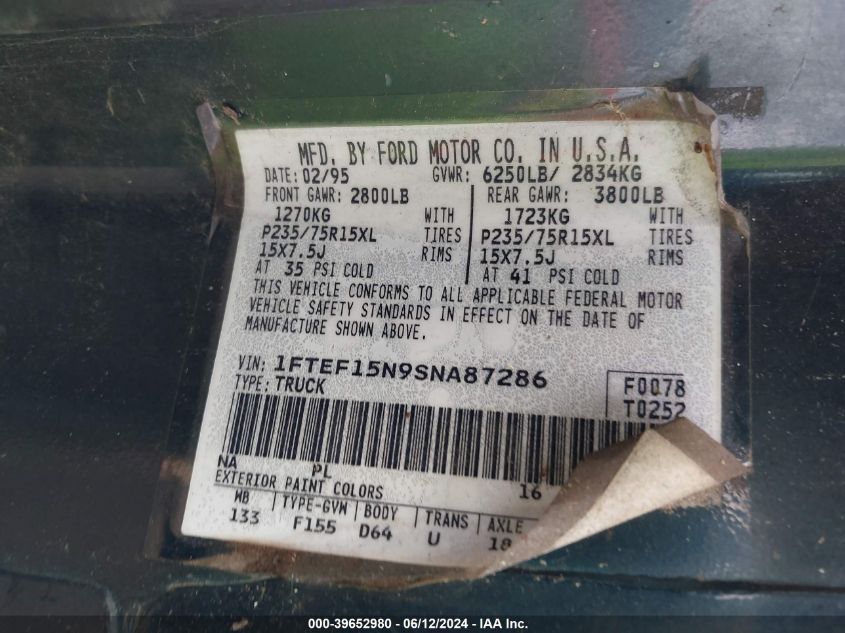 MFD. BY FORD MOTOR CO. IN U.S.A.
DATE: 02/95 GVWR: 6250LB/ 2834KG
FRONT GAWR: 2800LB REAR GAWR: 3800LB
1270KG WITH 1723KG WITH
P235/75R15XL TIRES P235/75R15XL TIRES
15X7.5J RIMS 15X7.5J RIMS
AT 35 PSI COLD AT 41 PSI COLD
THIS VEHICLE CONFORMS TO ALL APPLICABLE FEDERAL MOTOR
VEHICLE SAFETY STANDARDS IN EFFECT ON THE DATE OF
MANUFACTURE SHOWN ABOVE.
VIN: 1FTEF15N9SNA87286 F0078
TYPE: TRUCK T0252
NA PL 16
EXTERIOR PAINT COLORS
WB TYPE-GVW BODY TRANS AXLE
133 F155 D64 U 18
000-39652980 - 06/12/2024 - IAA Inc.